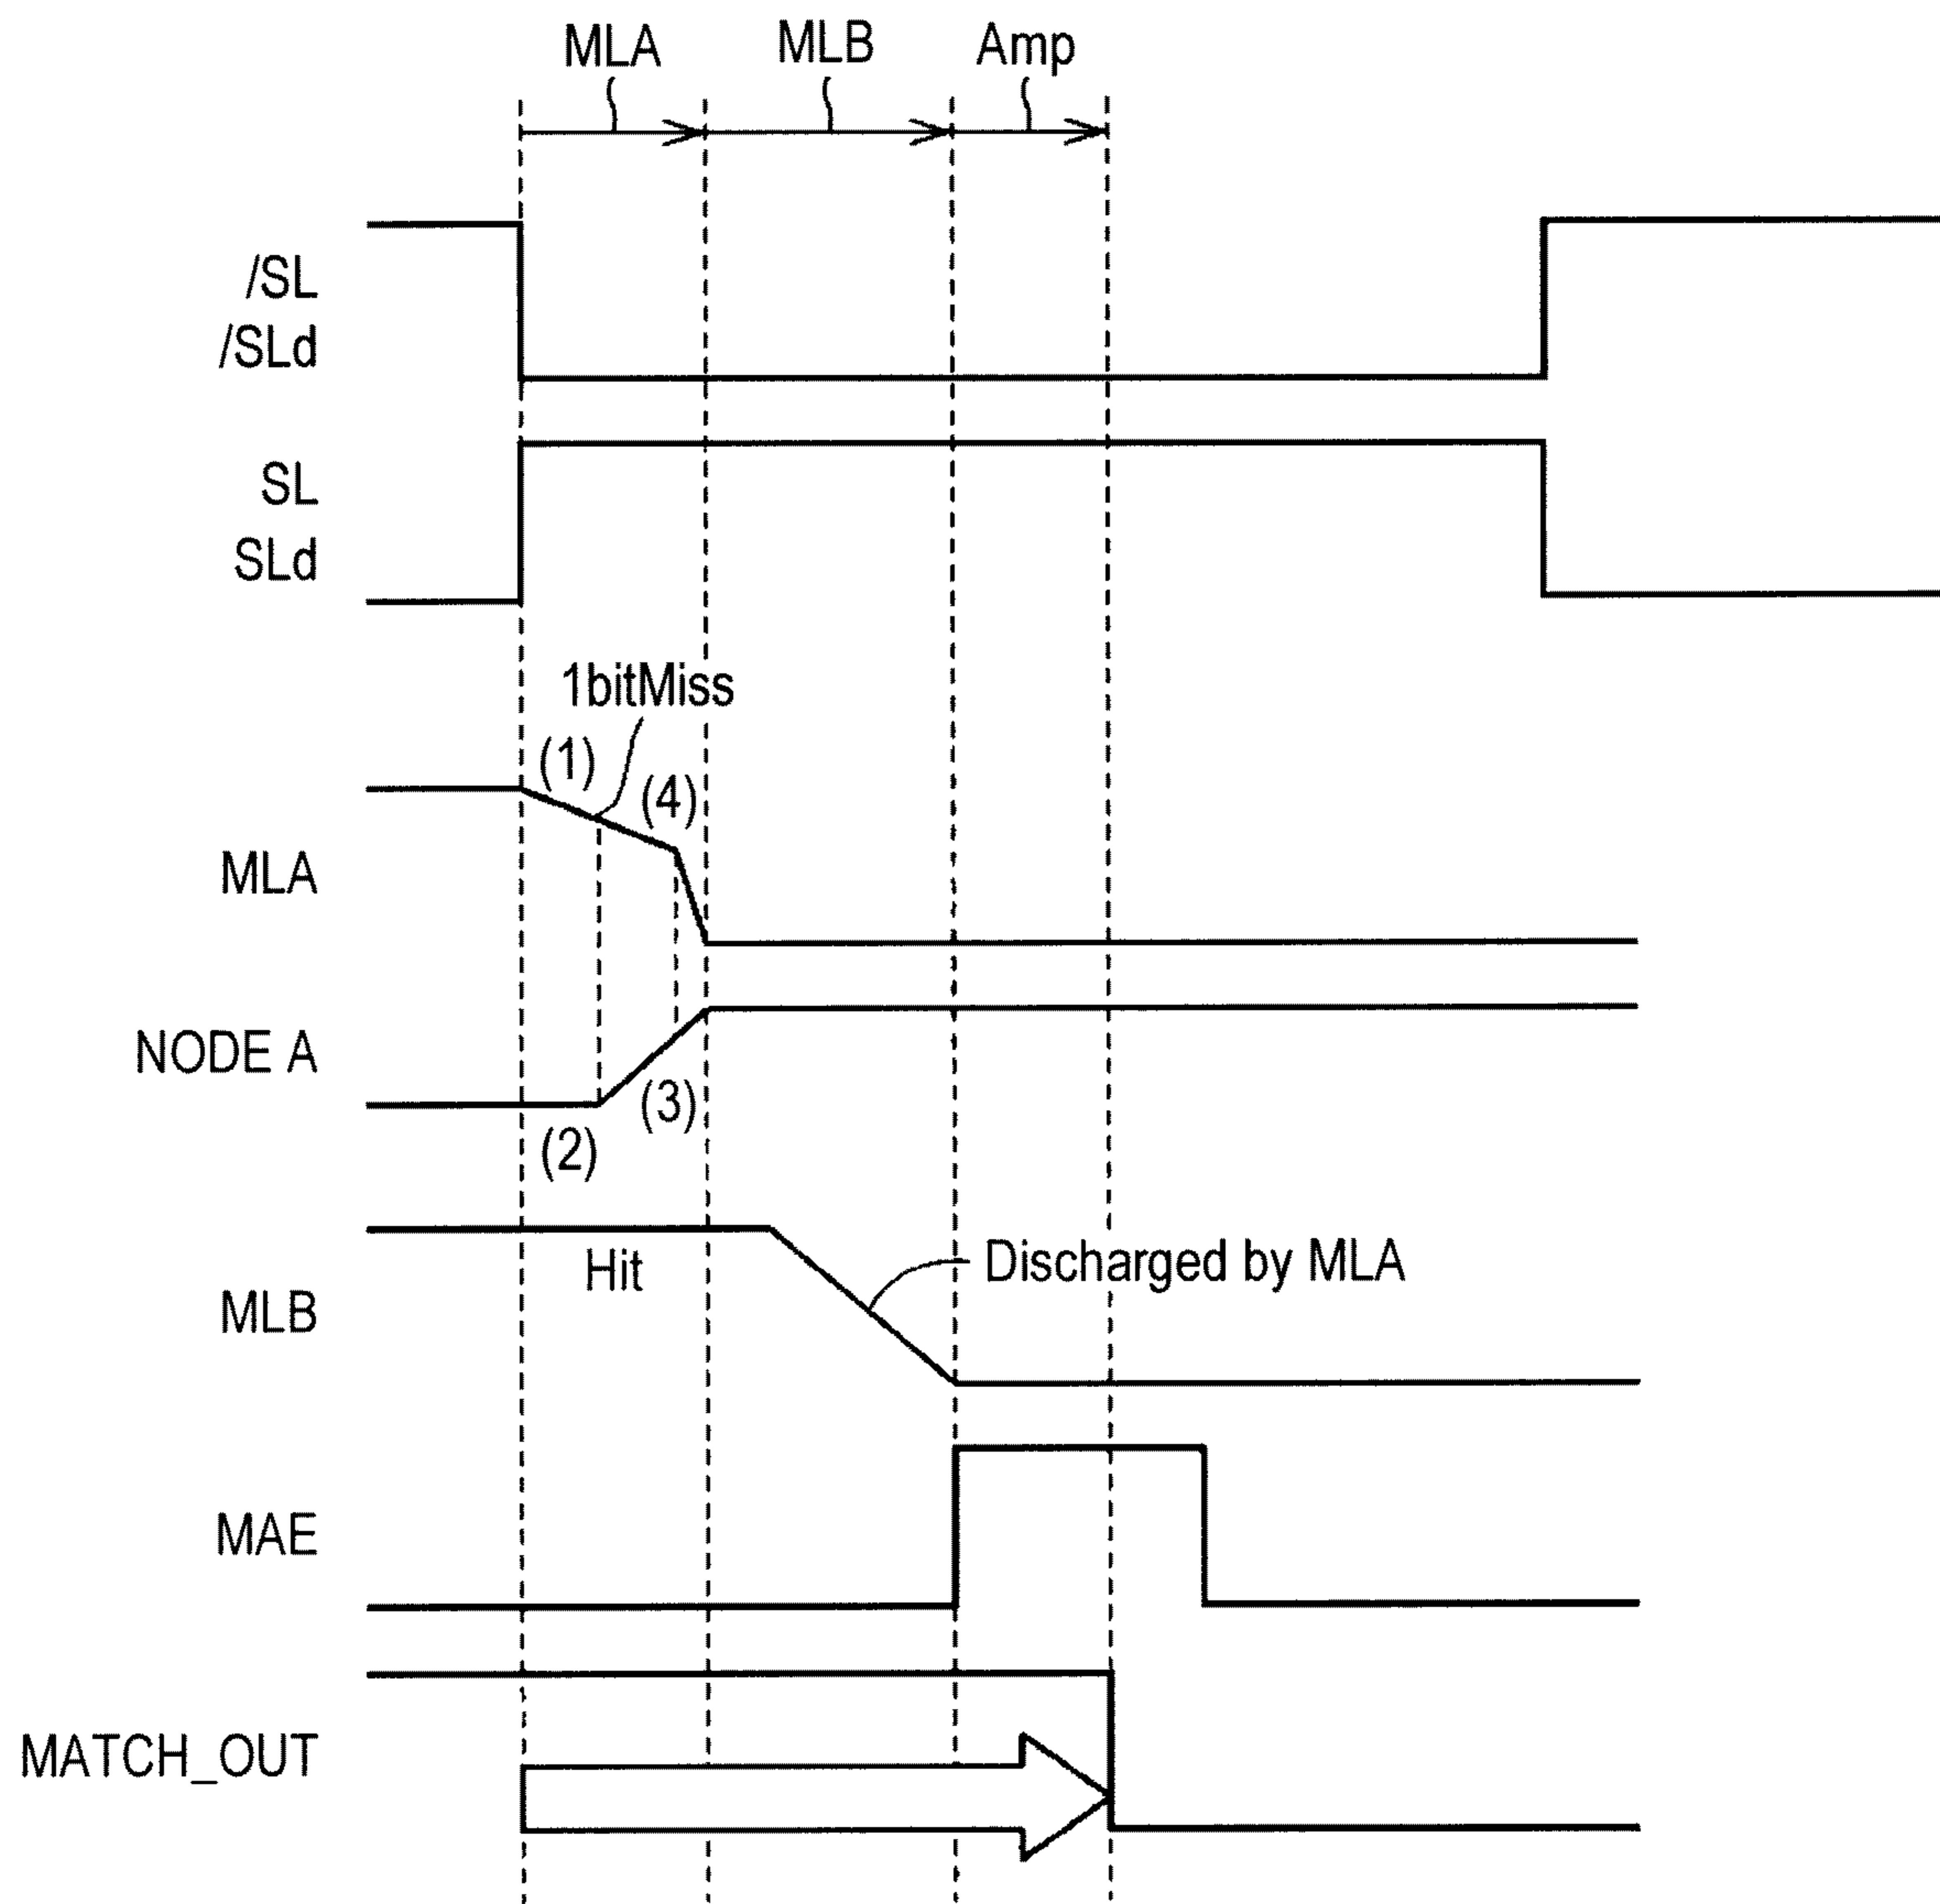 MLA MLB Amp
/SL
/SLd
SL
SLd
1bitMiss
(1)
(4)
MLA
NODE A
(3)
(2)
Hit
Discharged by MLA
MLB
MAE
MATCH_OUT